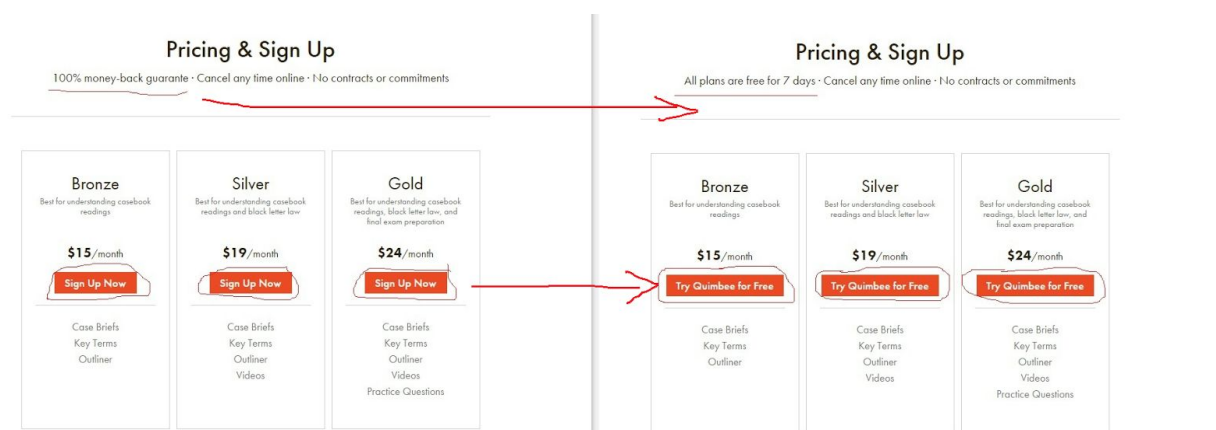 Pricing & Sign Up
100% money-back guarante · Cancel any time online · No contracts or commitments
Bronze
Best for understanding casebook
readings
$15/month
Sign Up Now
Case Briefs
Key Terms
Outliner
Silver
Best for understanding casebook
readings and black letter law
$19/month
Sign Up Now
Case Briefs
Key Terms
Outliner
Videos
Gold
Best for understanding casebook
readings, black letter law, and
final exam preparation
$24/month
Sign Up Now
Case Briefs
Key Terms
Outliner
Videos
Practice Questions
Pricing & Sign Up
All plans are free for 7 days · Cancel any time online · No contracts or commitments
Bronze
Best for understanding casebook
readings
$15/month
Try Quimbee for Free
Case Briefs
Key Terms
Outliner
Silver
Best for understanding casebook
readings and black letter law
$19/month
Try Quimbee for Free
Case Briefs
Key Terms
Outliner
Videos
Gold
Best for understanding casebook
readings, black letter law, and
final exam preparation
$24/month
Try Quimbee for Free
Case Briefs
Key Terms
Outliner
Videos
Practice Questions